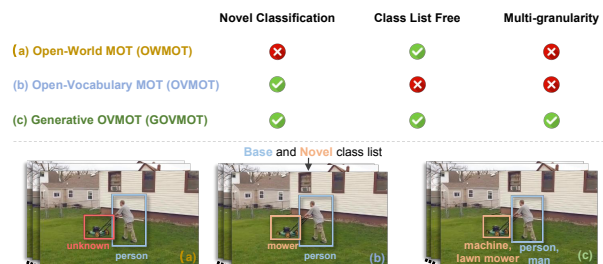 Novel Classification Class List Free Multi-granularity
(a) Open-World MOT (OWMOT)
(b) Open-Vocabulary MOT (OVMOT)
(c) Generative OVMOT (GOVMOT)
Base and Novel class list
unknown
person
(a)
mower
person
(b)
machine,
lawn mower
person,
man
(c)